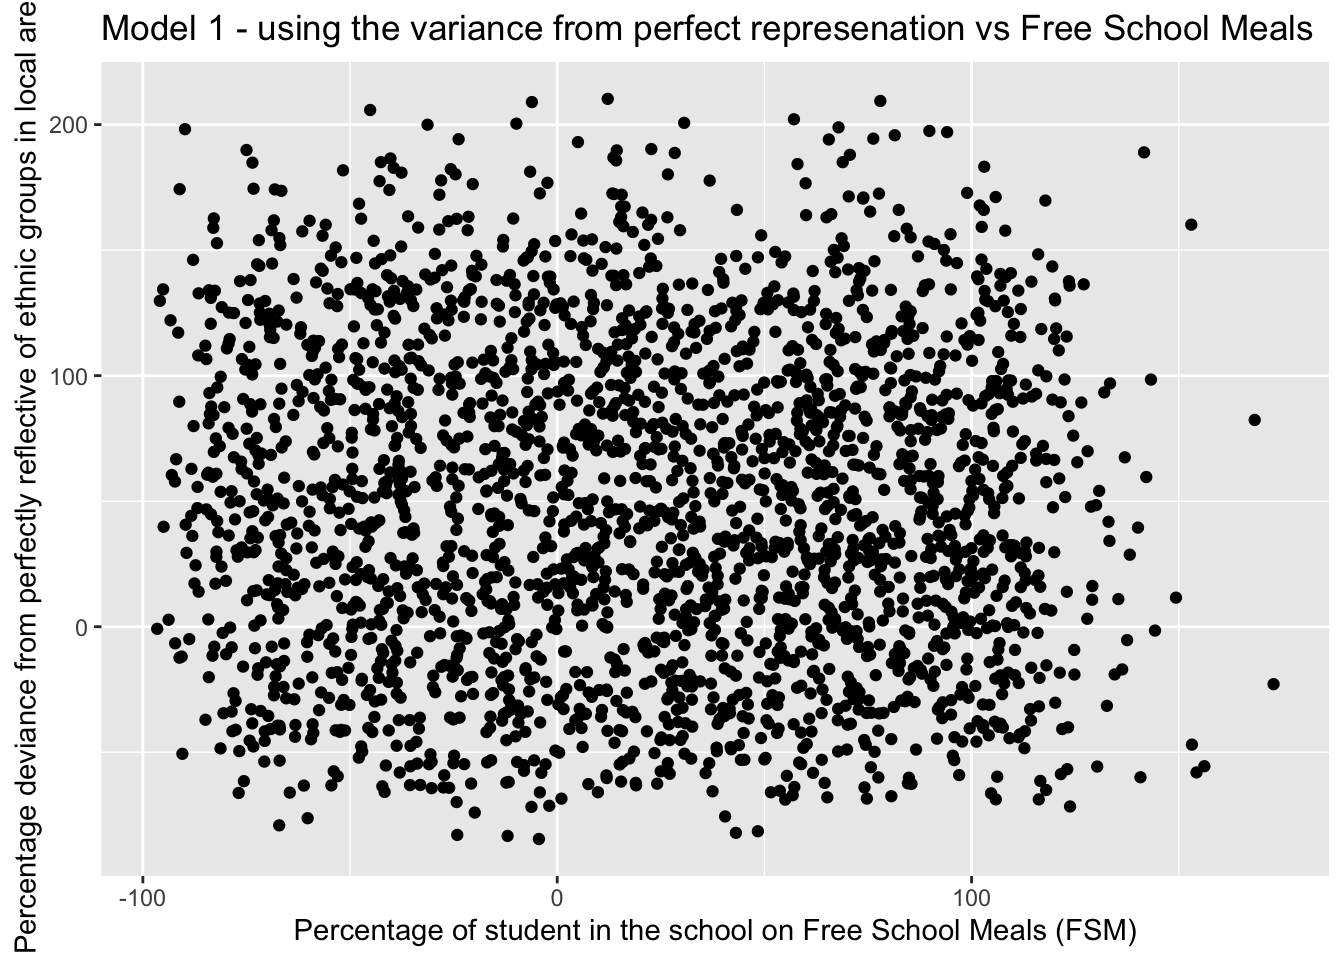 Model 1 - using the variance from perfect represenation vs Free School Meals
Percentage deviance from perfectly reflective of ethnic groups in local are
200
100
0
-100
0
100
Percentage of student in the school on Free School Meals (FSM)